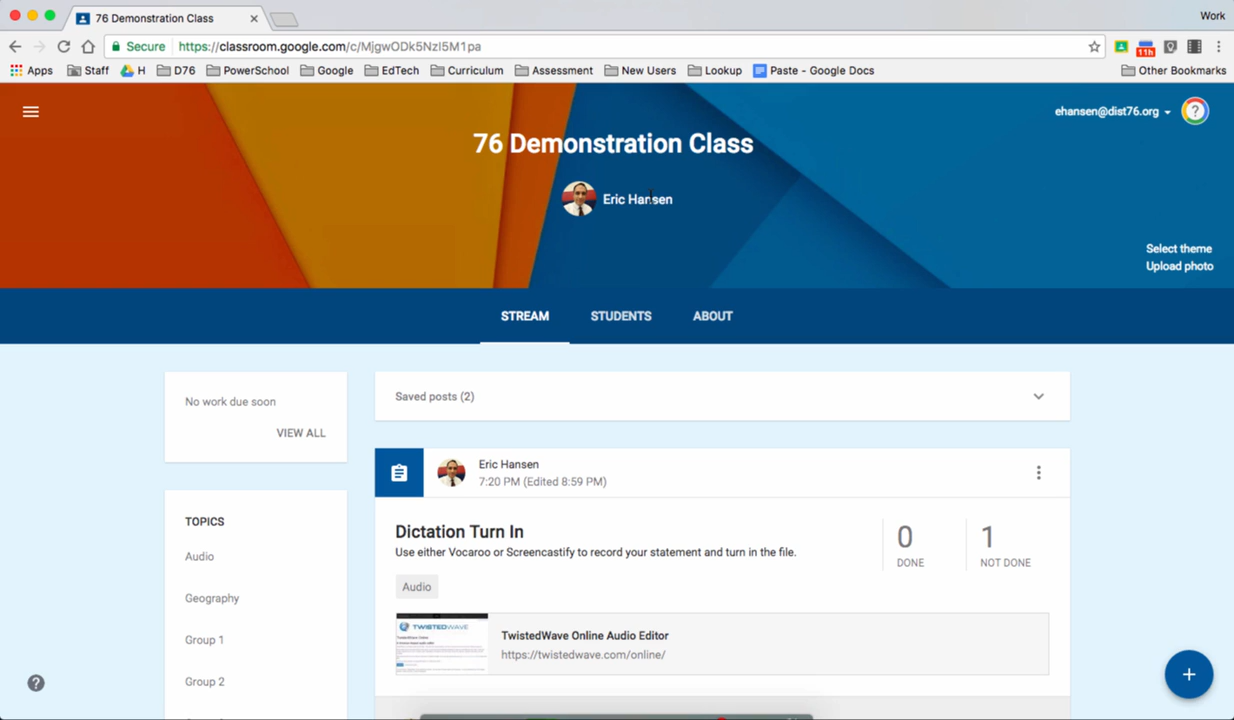 76 Demonstration Class
Work
Secure https://classroom.google.com/c/MjgwODk5NzI5M1pa
11h
Apps Staff H D76 PowerSchool Google EdTech Curriculum Assessment New Users Lookup Paste - Google Docs Other Bookmarks
ehansen@dist76.org
?
76 Demonstration Class
Eric Hansen
Select theme
Upload photo
STREAM STUDENTS ABOUT
No work due soon
VIEW ALL
Saved posts (2)
Eric Hansen
7:20 PM (Edited 8:59 PM)
TOPICS
Audio
Geography
Group 1
Group 2
Dictation Turn In
Use either Vocaroo or Screencastify to record your statement and turn in the file.
0
DONE
1
NOT DONE
Audio
TWISTEDWAVE
TwistedWave Online Audio Editor
https://twistedwave.com/online/
?
+